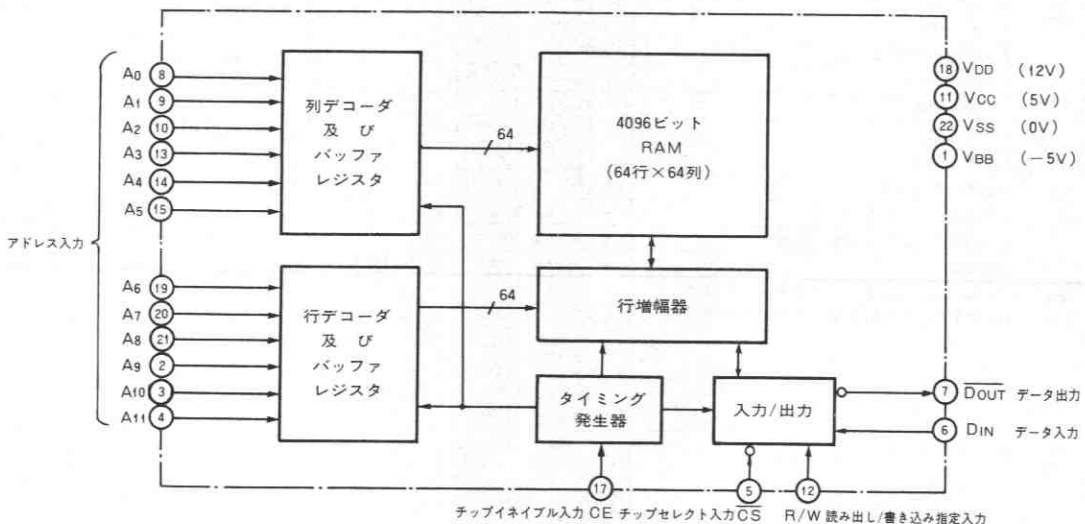 アドレス入力
A0 8
A1 9
A2 10
A3 13
A4 14
A5 15
A6 19
A7 20
A8 21
A9 2
A10 3
A11 4
列デコーダ
及び
バッファ
レジスタ
64
4096ビット
RAM
(64行×64列)
行デコーダ
及び
バッファ
レジスタ
64
行増幅器
タイミング
発生器
入力/出力
18 VDD (12V)
11 VCC (5V)
22 VSS (0V)
1 VBB (−5V)
7 DOUT データ出力
6 DIN データ入力
17
5
12
チップイネイブル入力 CE チップセレクト入力 CS R/W 読み出し/書き込み指定入力